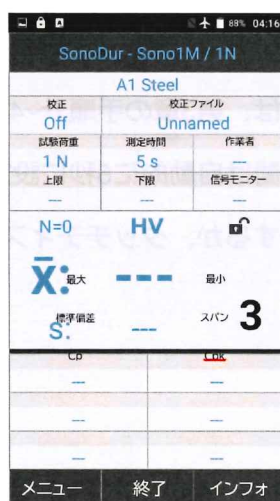 88% 04:16
SonoDur - Sono1M / 1N
A1 Steel
校正 校正ファイル
Off Unnamed
試験荷重 測定時間 作業者
1 N 5 s ---
上限 下限 信号モニター
--- --- ---
N=0 HV
x̄: 最大 --- 最小
s: 標準偏差 --- スパン 3
Cp Cpk
--- ---
--- ---
--- ---
メニュー 終了 インフォ